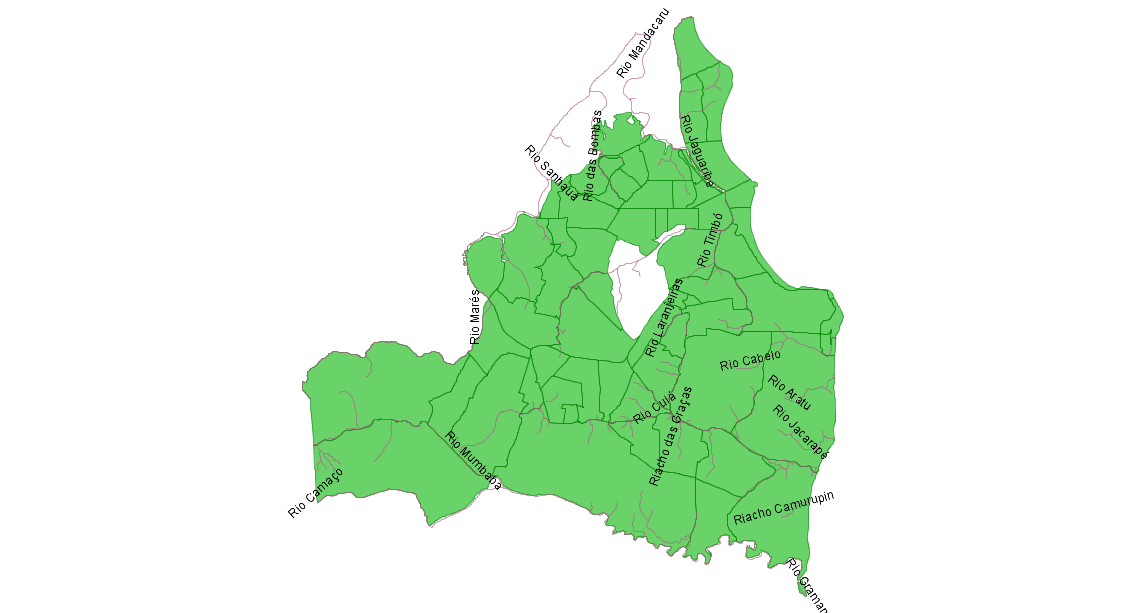 Rio Mandacaru
Rio Jaguaribe
Rio das Bombas
Rio Sanhauá
Rio Timbó
Rio Marés
Rio Laranjeiras
Rio Cabelo
Rio Aratu
Rio Cuiá
Rio Jacarapé
Riacho das Graças
Rio Mumbaba
Rio Camaço
Riacho Camurupin
Rio Gramam